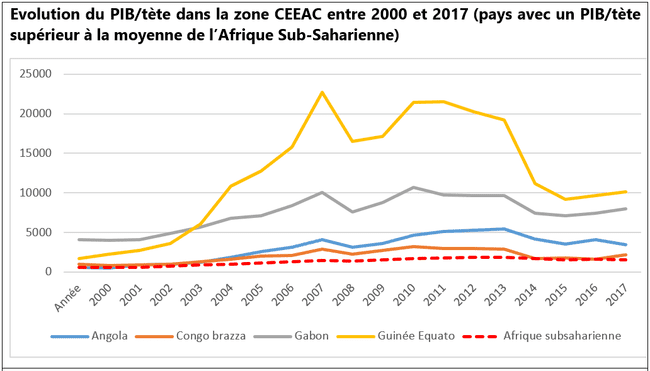 Evolution du PIB/tète dans la zone CEEAC entre 2000 et 2017 (pays avec un PIB/tète
supérieur à la moyenne de l’Afrique Sub-Saharienne)
25000
20000
15000
10000
5000
0
Année 2000 2001 2002 2003 2004 2005 2006 2007 2008 2009 2010 2011 2012 2013 2014 2015 2016 2017
Angola Congo brazza Gabon Guinée Equato Afrique subsaharienne